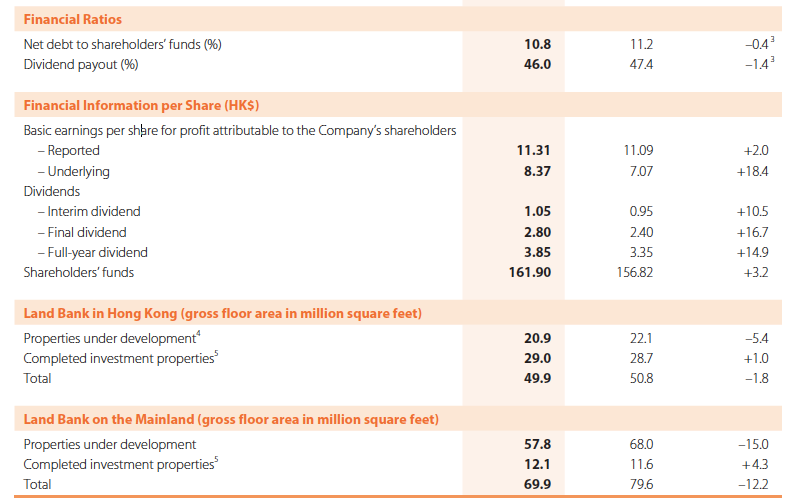 Financial Ratios
Net debt to shareholders’ funds (%) 10.8 11.2 –0.4³
Dividend payout (%) 46.0 47.4 –1.4³
Financial Information per Share (HK$)
Basic earnings per share for profit attributable to the Company’s shareholders
– Reported 11.31 11.09 +2.0
– Underlying 8.37 7.07 +18.4
Dividends
– Interim dividend 1.05 0.95 +10.5
– Final dividend 2.80 2.40 +16.7
– Full-year dividend 3.85 3.35 +14.9
Shareholders’ funds 161.90 156.82 +3.2
Land Bank in Hong Kong (gross floor area in million square feet)
Properties under development⁴ 20.9 22.1 –5.4
Completed investment properties⁵ 29.0 28.7 +1.0
Total 49.9 50.8 –1.8
Land Bank on the Mainland (gross floor area in million square feet)
Properties under development 57.8 68.0 –15.0
Completed investment properties⁵ 12.1 11.6 +4.3
Total 69.9 79.6 –12.2